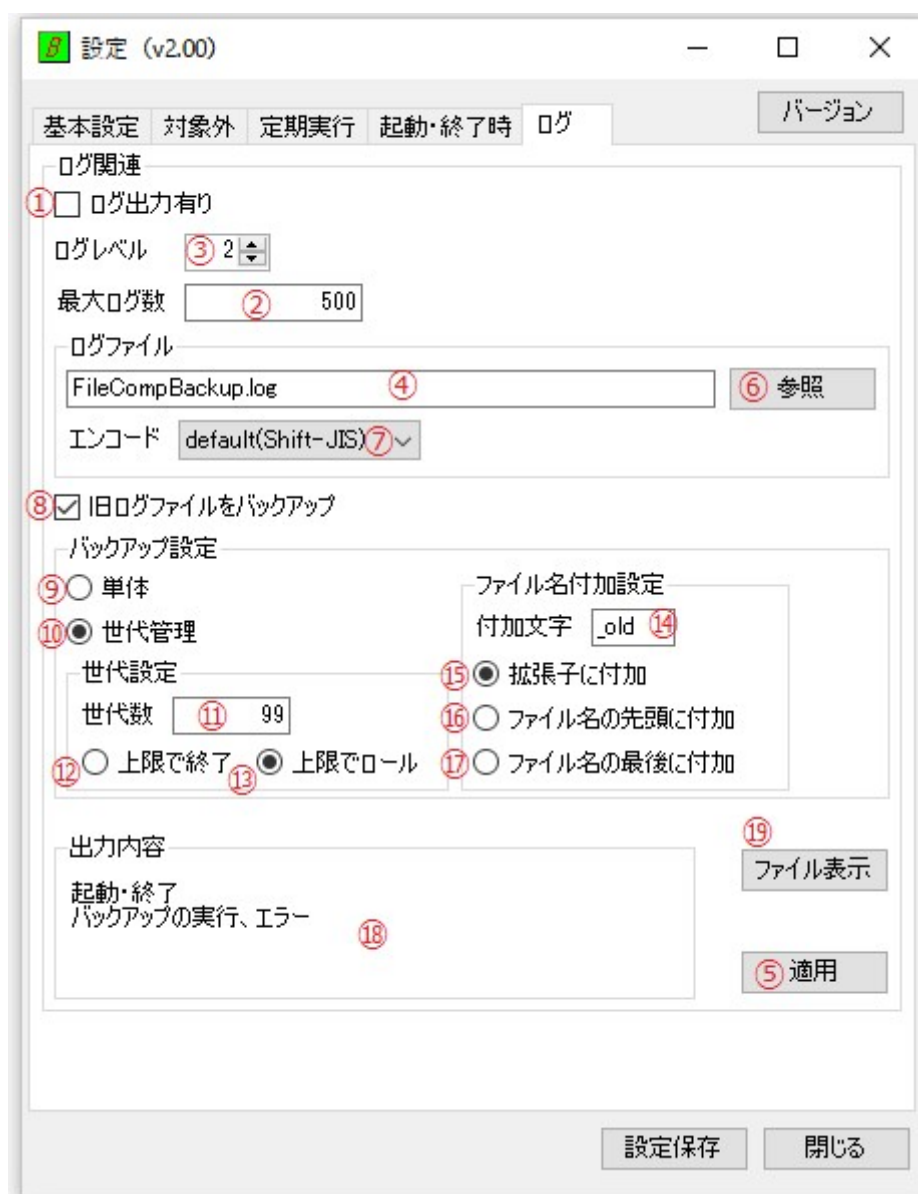 B 設定 (v2.00)
バージョン
基本設定 対象外 定期実行 起動・終了時 ログ
ログ関連
① ログ出力有り
ログレベル ③ 2
最大ログ数 ② 500
ログファイル
FileCompBackup.log ④ ⑥ 参照
エンコード default(Shift-JIS) ⑦
⑧ 旧ログファイルをバックアップ
バックアップ設定
⑨ 単体
ファイル名付加設定
⑩ 世代管理
付加文字 _old ⑭
世代設定
⑮ 拡張子に付加
世代数 ⑪ 99
⑯ ファイル名の先頭に付加
⑫ 上限で終了 ⑬ 上限でロール
⑰ ファイル名の最後に付加
出力内容
⑲
ファイル表示
起動・終了
バックアップの実行、エラー
⑱
⑤ 適用
設定保存 閉じる